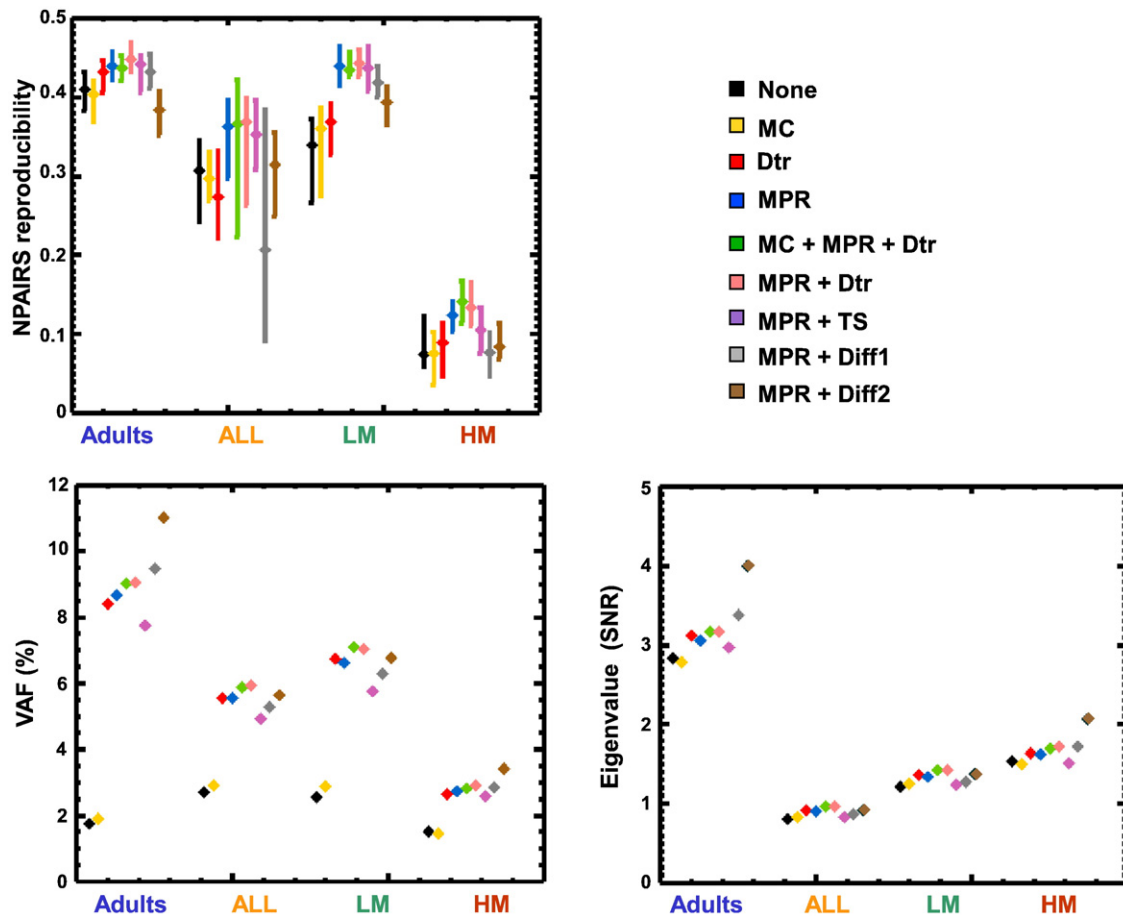 0.5
0.4
0.3
0.2
0.1
0
NPAIRS reproducibility
Adults ALL LM HM
None
MC
Dtr
MPR
MC + MPR + Dtr
MPR + Dtr
MPR + TS
MPR + Diff1
MPR + Diff2
12
10
8
6
4
2
0
VAF (%)
Adults ALL LM HM
5
4
3
2
1
0
Eigenvalue (SNR)
Adults ALL LM HM